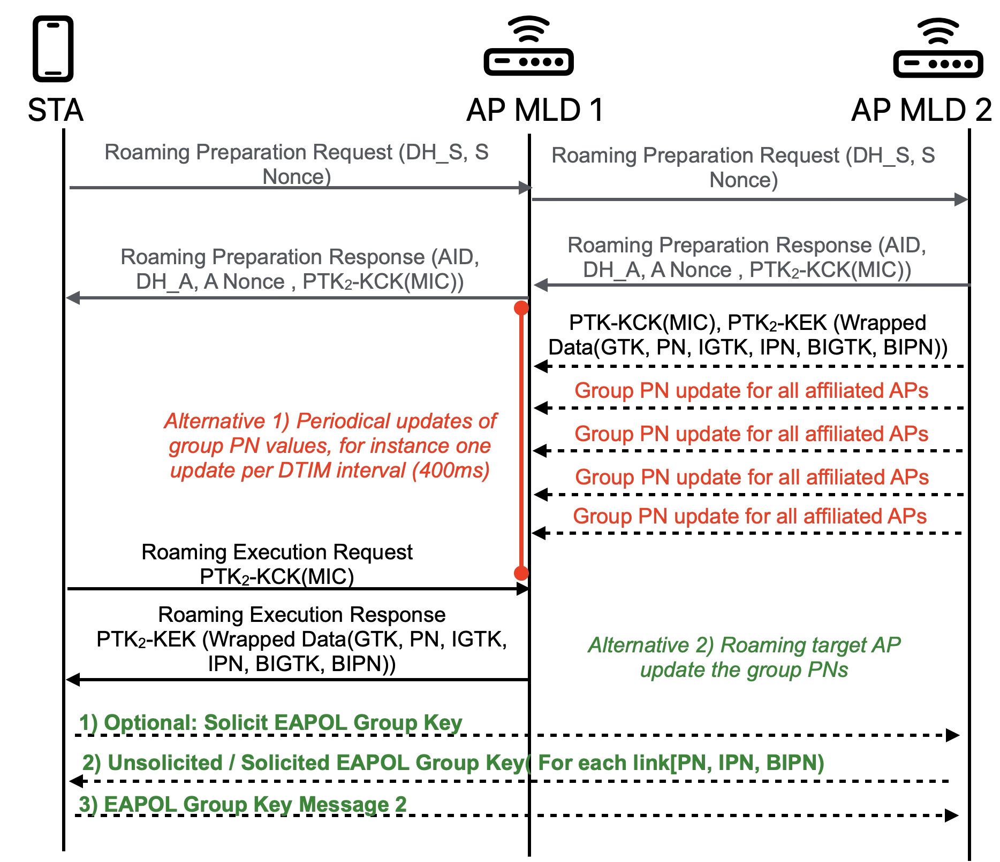 STA
AP MLD 1
AP MLD 2
Roaming Preparation Request (DH_S, S
Nonce)
Roaming Preparation Request (DH_S, S
Nonce)
Roaming Preparation Response (AID,
DH_A, A Nonce , PTK₂-KCK(MIC))
Roaming Preparation Response (AID,
DH_A, A Nonce , PTK₂-KCK(MIC))
PTK-KCK(MIC), PTK₂-KEK (Wrapped
Data(GTK, PN, IGTK, IPN, BIGTK, BIPN))
Group PN update for all affiliated APs
Group PN update for all affiliated APs
Group PN update for all affiliated APs
Group PN update for all affiliated APs
Alternative 1) Periodical updates of
group PN values, for instance one
update per DTIM interval (400ms)
Roaming Execution Request
PTK₂-KCK(MIC)
Roaming Execution Response
PTK₂-KEK (Wrapped Data(GTK, PN, IGTK,
IPN, BIGTK, BIPN))
Alternative 2) Roaming target AP
update the group PNs
1) Optional: Solicit EAPOL Group Key
2) Unsolicited / Solicited EAPOL Group Key( For each link[PN, IPN, BIPN)
3) EAPOL Group Key Message 2